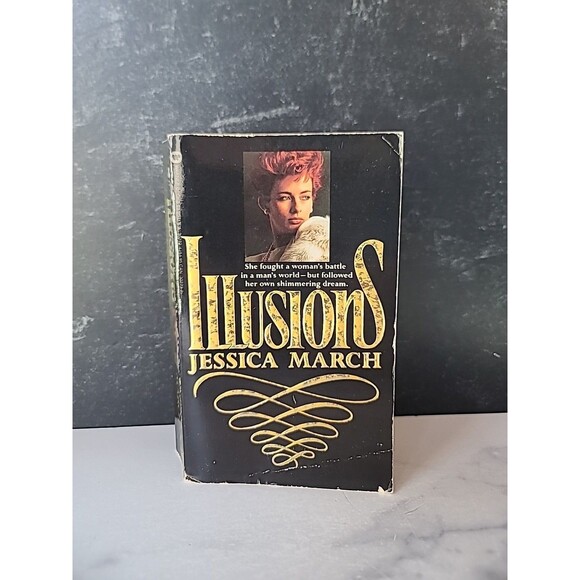 She fought a woman's battle
in a man's world—but followed
her own shimmering dream.
ILLUSIONS
JESSICA MARCH